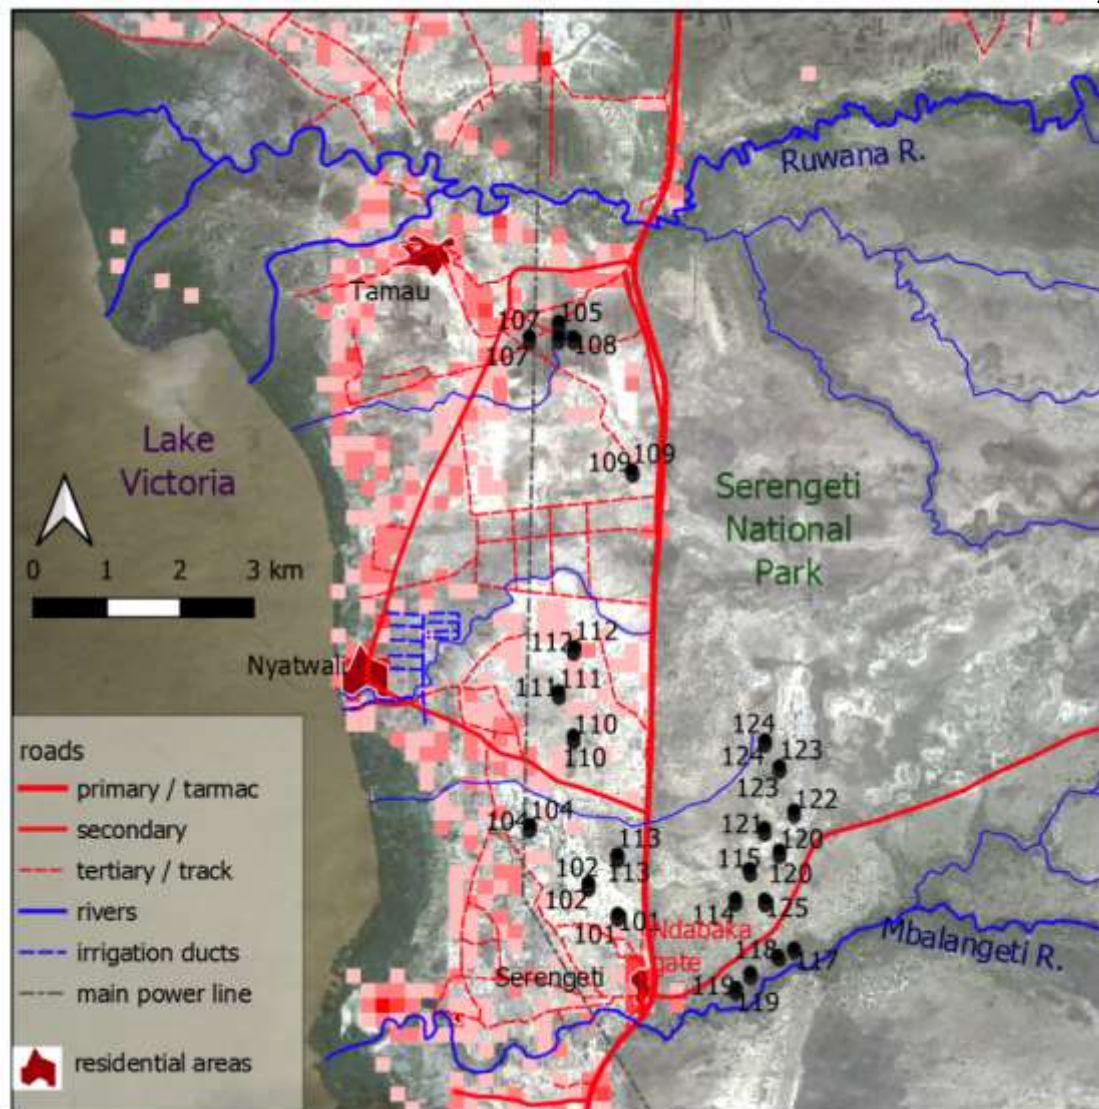 Ruwana R.
Tamau
107
105
107
108
109
109
Lake
Victoria
Serengeti
National
Park
0
1
2
3 km
112
112
Nyatwali
111
111
110
110
124
124
123
123
122
104
104
121
120
113
115
120
102
113
102
114
125
101
101
Ndabaka
gate
118
117
Mbalangeti R.
Serengeti
119
119
roads
primary / tarmac
secondary
tertiary / track
rivers
irrigation ducts
main power line
residential areas